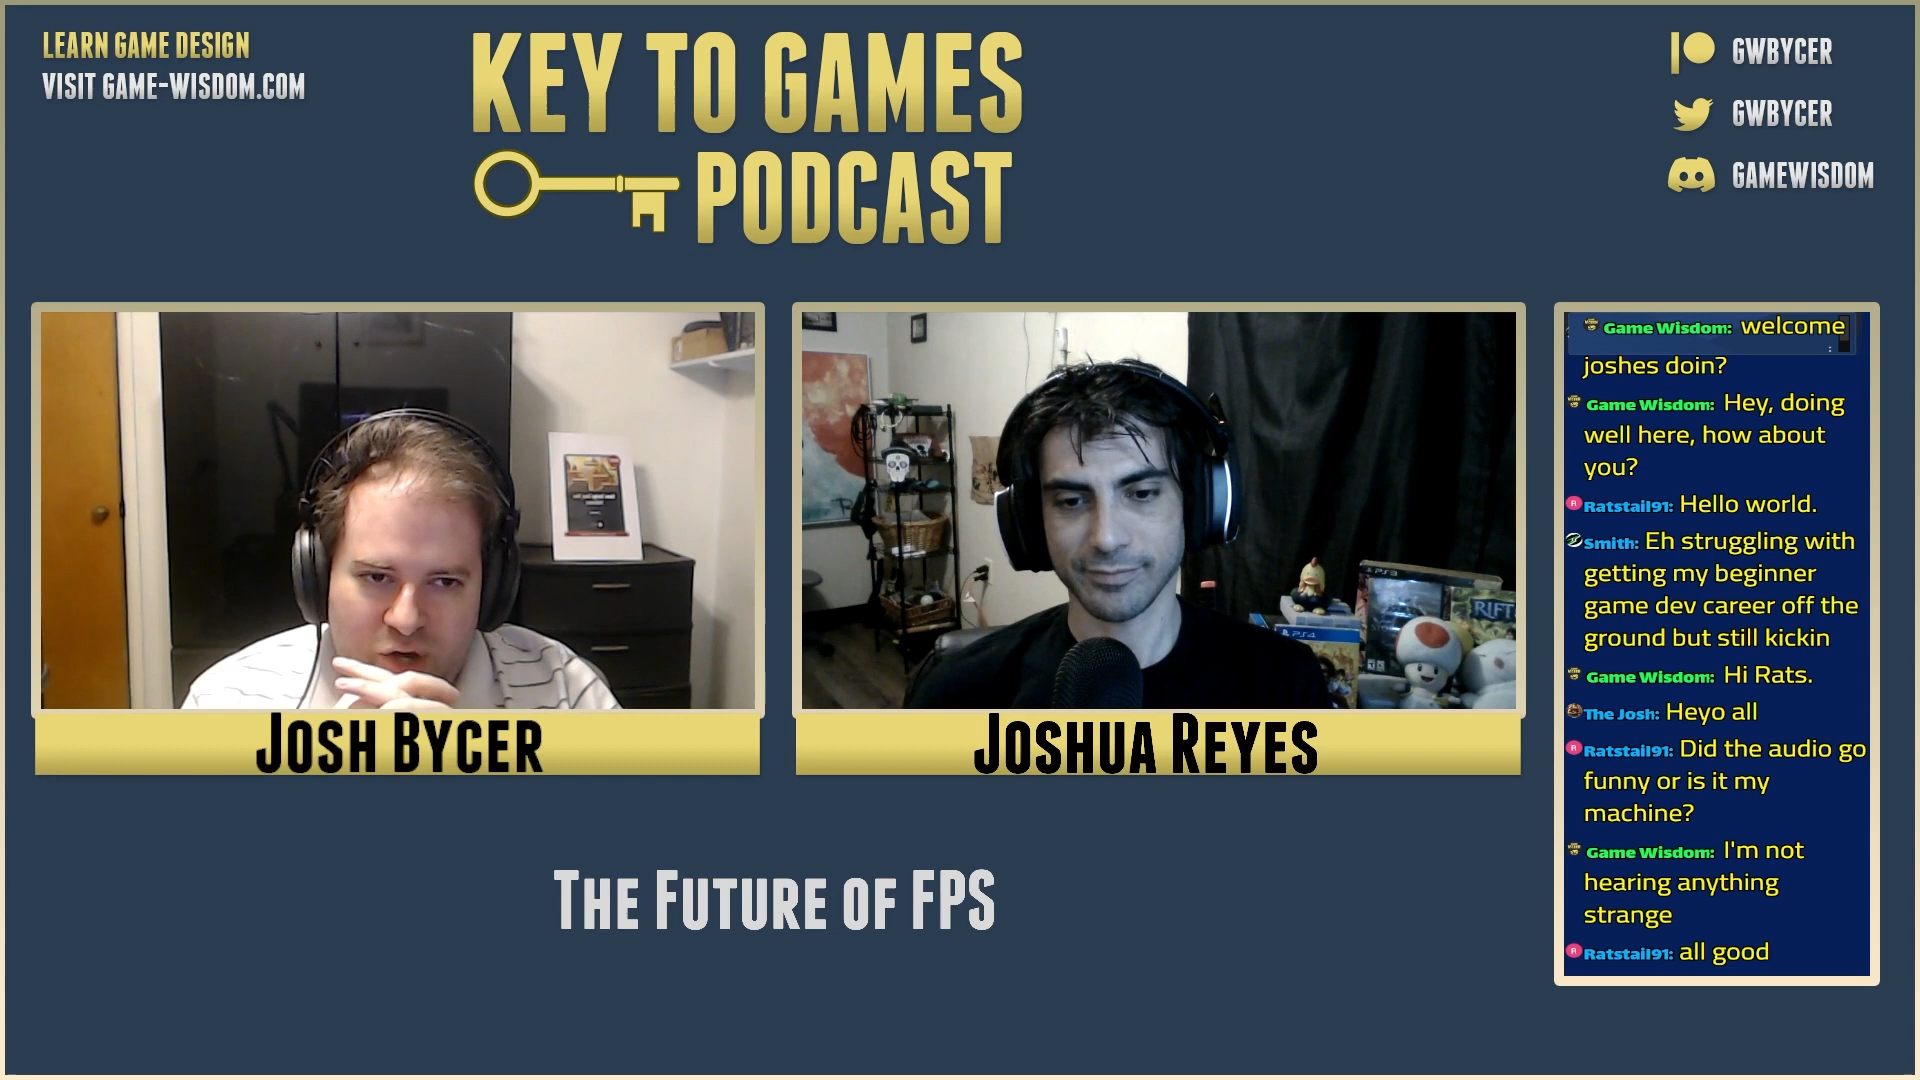 LEARN GAME DESIGN
VISIT GAME-WISDOM.COM
KEY TO GAMES
PODCAST
GWBYCER
GWBYCER
GAMEWISDOM
JOSH BYCER
JOSHUA REYES
THE FUTURE OF FPS
PS3
RIFT
PS4
Game Wisdom: welcome
joshes doin?
Game Wisdom: Hey, doing
well here, how about
you?
Ratstail91: Hello world.
Smith: Eh struggling with
getting my beginner
game dev career off the
ground but still kickin
Game Wisdom: Hi Rats.
The Josh: Heyo all
Ratstail91: Did the audio go
funny or is it my
machine?
Game Wisdom: I'm not
hearing anything
strange
Ratstail91: all good